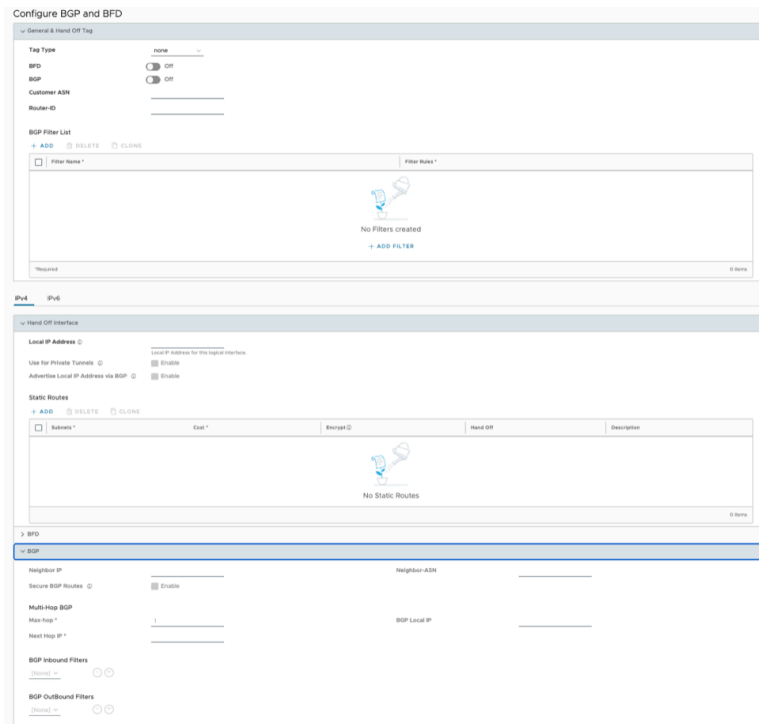 Configure BGP and BFD
General & Hand Off Tag
Tag Type none
BFD Off
BGP Off
Customer ASN
Router-ID
BGP Filter List
+ ADD DELETE CLONE
Filter Name * Filter Rules *
No Filters created
+ ADD FILTER
*Required 0 items
IPv4 IPv6
Hand Off Interface
Local IP Address
Local IP Address for this logical interface.
Use for Private Tunnels Enable
Advertise Local IP Address via BGP Enable
Static Routes
+ ADD DELETE CLONE
Subnets * Cost * Encrypt Hand Off Description
No Static Routes
0 items
> BFD
BGP
Neighbor IP Neighbor-ASN
Secure BGP Routes Enable
Multi-Hop BGP
Max-hop * 1 BGP Local IP
Next Hop IP *
BGP Inbound Filters
[None]
BGP OutBound Filters
[None]